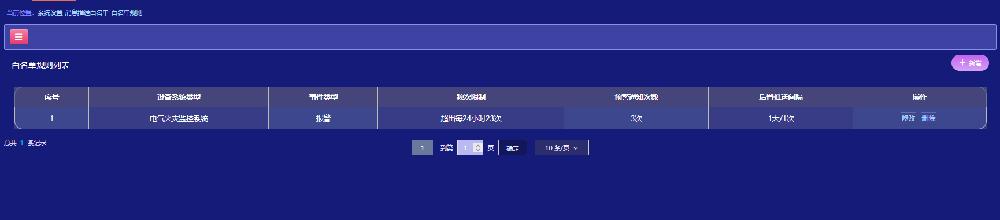 当前位置：系统设置-消息推送白名单-白名单规则
白名单规则列表
新增
序号 设备系统类型 事件类型 频次限制 预警通知次数 后置推送间隔 操作
1 电气火灾监控系统 报警 超出每24小时23次 3次 1天/1次 修改 删除
总共 1 条记录 1 到第 1 页 确定 10 条/页